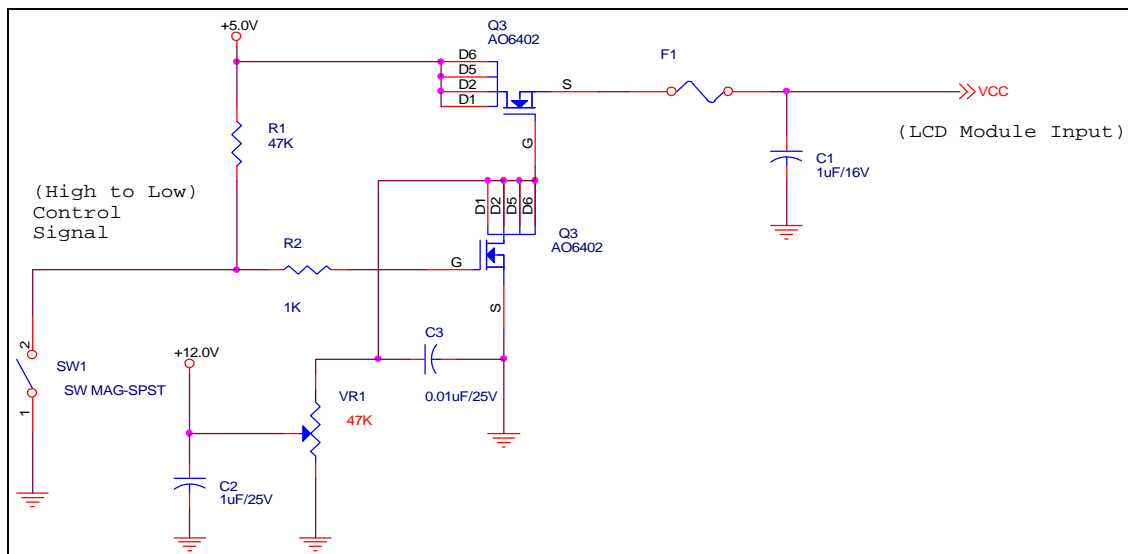 +5.0V
Q3
AO6402
D6
D5
D2
D1
S
G
F1
VCC
(LCD Module Input)
R1
47K
C1
1uF/16V
(High to Low)
Control
Signal
D1
D2
D5
D6
Q3
AO6402
R2
1K
G
S
2
SW1
SW MAG-SPST
1
+12.0V
C3
0.01uF/25V
VR1
47K
C2
1uF/25V